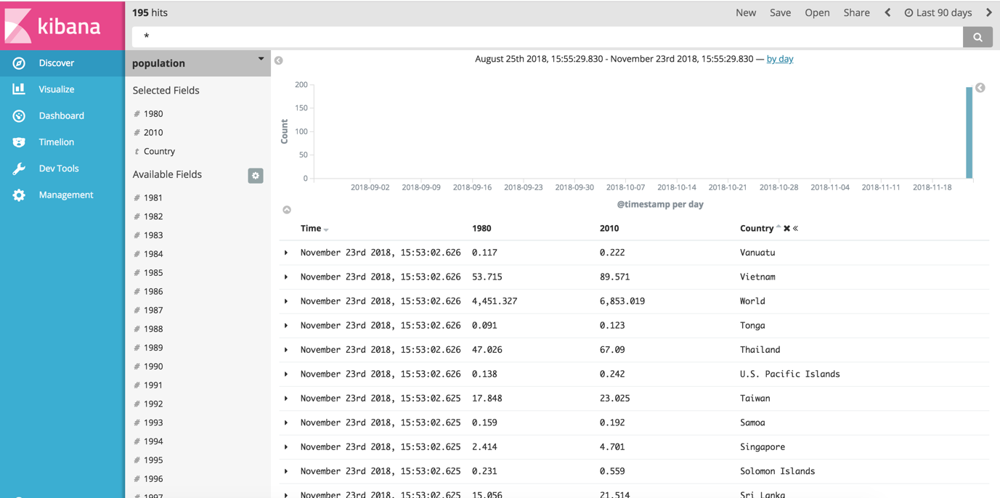 kibana
Discover
Visualize
Dashboard
Timelion
Dev Tools
Management
195 hits
New Save Open Share Last 90 days
*
population
Selected Fields
# 1980
# 2010
t Country
Available Fields
# 1981
# 1982
# 1983
# 1984
# 1985
# 1986
# 1987
# 1988
# 1989
# 1990
# 1991
# 1992
# 1993
# 1994
# 1995
# 1996
# 1997
August 25th 2018, 15:55:29.830 - November 23rd 2018, 15:55:29.830 — by day
Count
200
150
100
50
0
2018-09-02 2018-09-09 2018-09-16 2018-09-23 2018-09-30 2018-10-07 2018-10-14 2018-10-21 2018-10-28 2018-11-04 2018-11-11 2018-11-18
@timestamp per day
Time 1980 2010 Country
November 23rd 2018, 15:53:02.626 0.117 0.222 Vanuatu
November 23rd 2018, 15:53:02.626 53.715 89.571 Vietnam
November 23rd 2018, 15:53:02.626 4,451.327 6,853.019 World
November 23rd 2018, 15:53:02.626 0.091 0.123 Tonga
November 23rd 2018, 15:53:02.626 47.026 67.09 Thailand
November 23rd 2018, 15:53:02.626 0.138 0.242 U.S. Pacific Islands
November 23rd 2018, 15:53:02.625 17.848 23.025 Taiwan
November 23rd 2018, 15:53:02.625 0.159 0.192 Samoa
November 23rd 2018, 15:53:02.625 2.414 4.701 Singapore
November 23rd 2018, 15:53:02.625 0.231 0.559 Solomon Islands
November 23rd 2018, 15:53:02.625 15.056 21.514 Sri Lanka